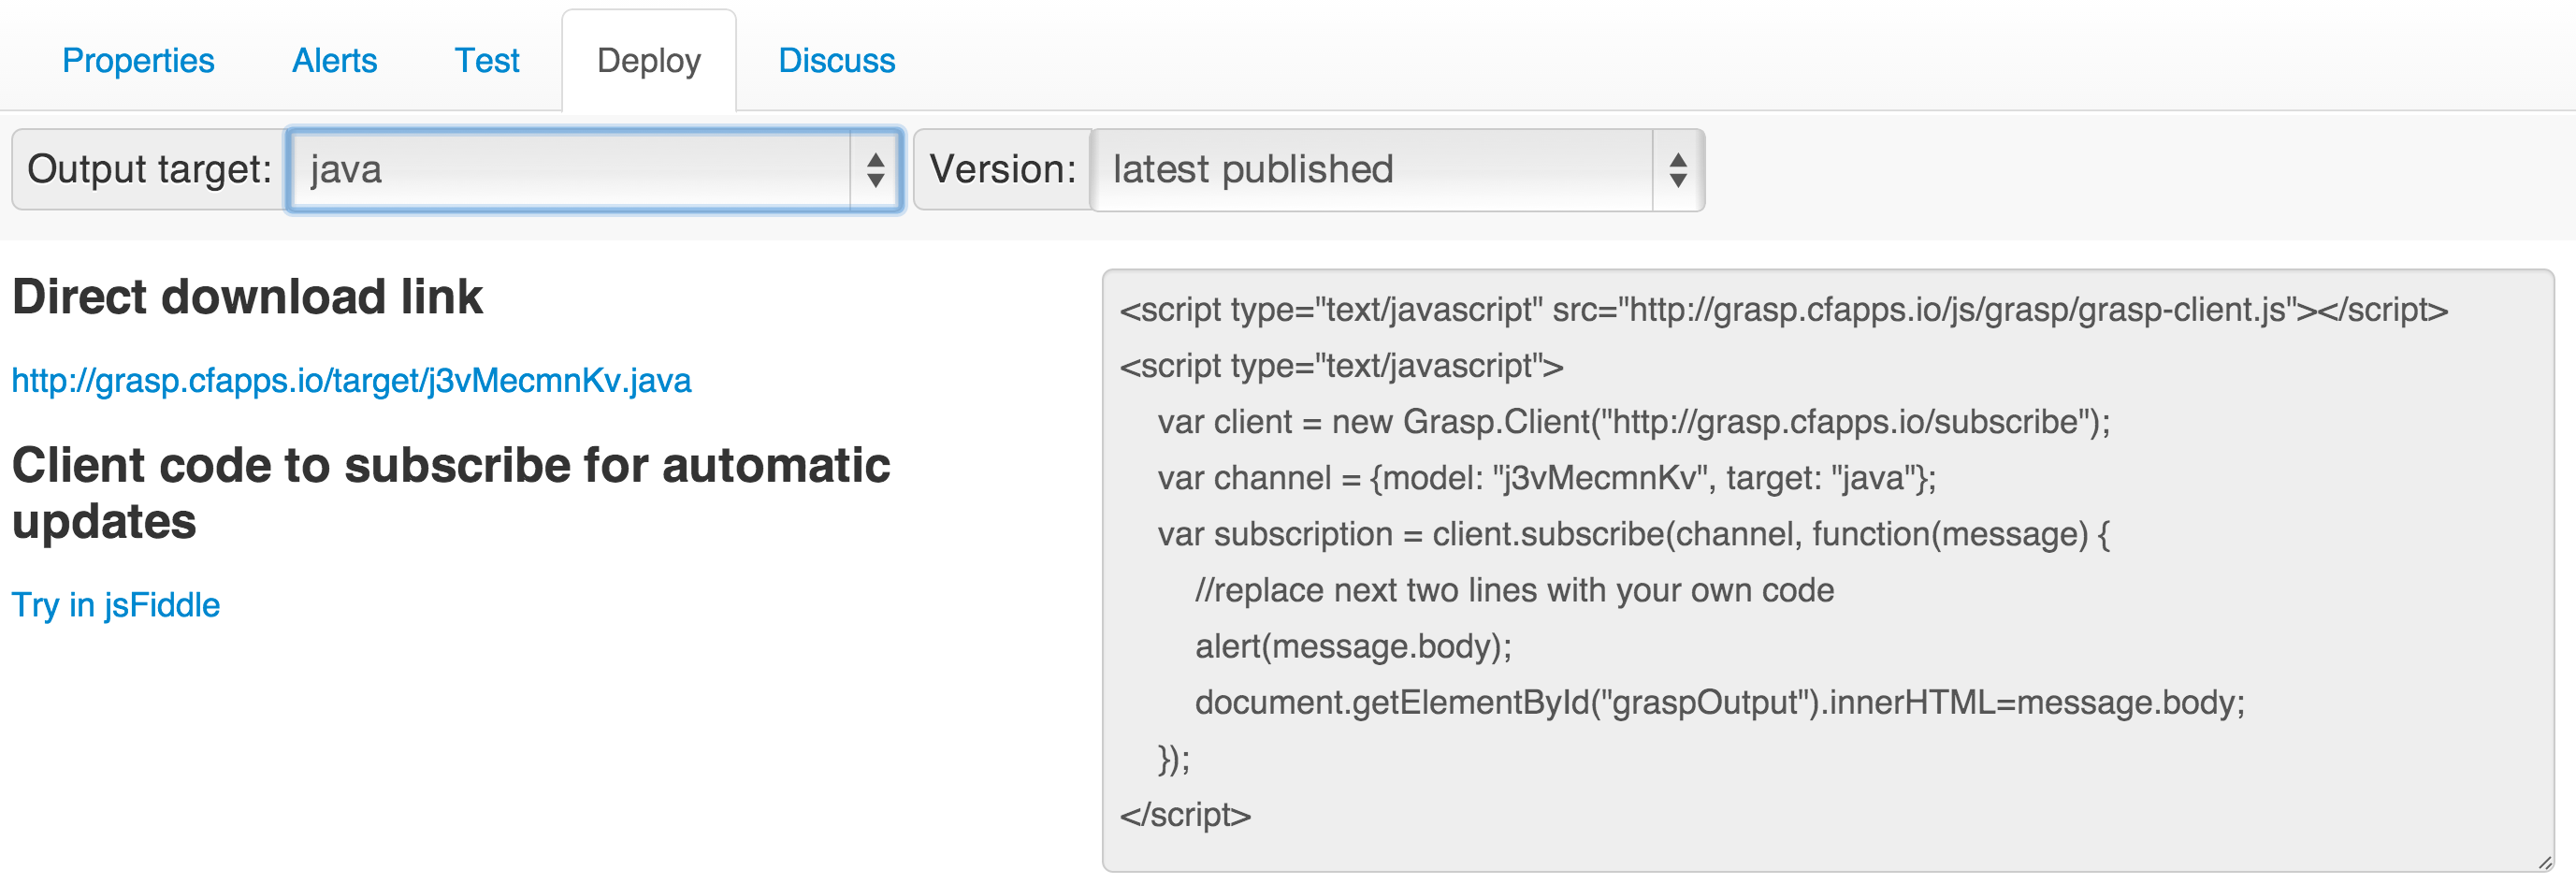 Properties Alerts Test Deploy Discuss
Output target: java Version: latest published
Direct download link
http://grasp.cfapps.io/target/j3vMecmnKv.java
Client code to subscribe for automatic
updates
Try in jsFiddle
<script type="text/javascript" src="http://grasp.cfapps.io/js/grasp/grasp-client.js"></script>
<script type="text/javascript">
var client = new Grasp.Client("http://grasp.cfapps.io/subscribe");
var channel = {model: "j3vMecmnKv", target: "java"};
var subscription = client.subscribe(channel, function(message) {
//replace next two lines with your own code
alert(message.body);
document.getElementById("graspOutput").innerHTML=message.body;
});
</script>